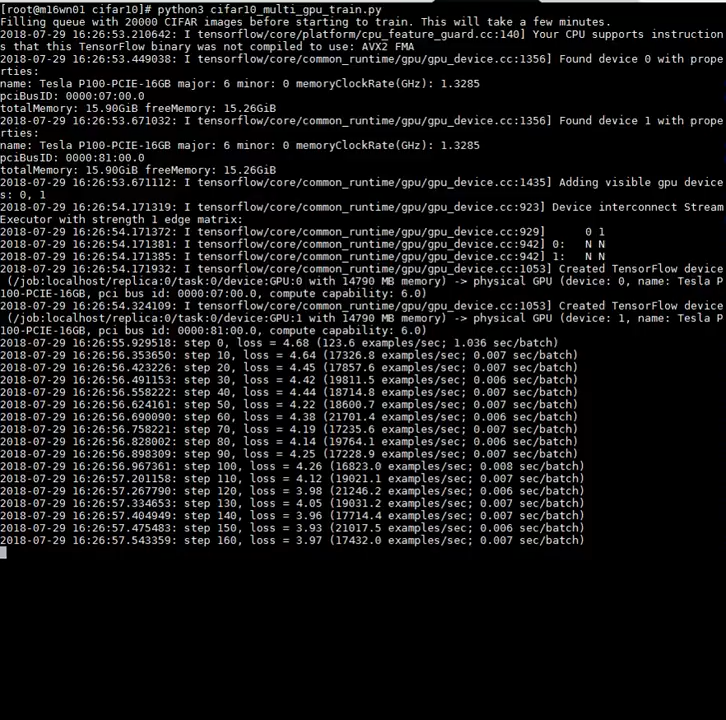 [root@m16wn01 cifar10]# python3 cifar10_multi_gpu_train.py
Filling queue with 20000 CIFAR images before starting to train. This will take a few minutes.
2018-07-29 16:26:53.210642: I tensorflow/core/platform/cpu_feature_guard.cc:140] Your CPU supports instruction
s that this TensorFlow binary was not compiled to use: AVX2 FMA
2018-07-29 16:26:53.449038: I tensorflow/core/common_runtime/gpu/gpu_device.cc:1356] Found device 0 with prope
rties:
name: Tesla P100-PCIE-16GB major: 6 minor: 0 memoryClockRate(GHz): 1.3285
pciBusID: 0000:07:00.0
totalMemory: 15.90GiB freeMemory: 15.26GiB
2018-07-29 16:26:53.671032: I tensorflow/core/common_runtime/gpu/gpu_device.cc:1356] Found device 1 with prope
rties:
name: Tesla P100-PCIE-16GB major: 6 minor: 0 memoryClockRate(GHz): 1.3285
pciBusID: 0000:81:00.0
totalMemory: 15.90GiB freeMemory: 15.26GiB
2018-07-29 16:26:53.671112: I tensorflow/core/common_runtime/gpu/gpu_device.cc:1435] Adding visible gpu device
s: 0, 1
2018-07-29 16:26:54.171319: I tensorflow/core/common_runtime/gpu/gpu_device.cc:923] Device interconnect Stream
Executor with strength 1 edge matrix:
2018-07-29 16:26:54.171372: I tensorflow/core/common_runtime/gpu/gpu_device.cc:929]      0 1
2018-07-29 16:26:54.171381: I tensorflow/core/common_runtime/gpu/gpu_device.cc:942] 0:   N N
2018-07-29 16:26:54.171385: I tensorflow/core/common_runtime/gpu/gpu_device.cc:942] 1:   N N
2018-07-29 16:26:54.171932: I tensorflow/core/common_runtime/gpu/gpu_device.cc:1053] Created TensorFlow device
 (/job:localhost/replica:0/task:0/device:GPU:0 with 14790 MB memory) -> physical GPU (device: 0, name: Tesla P
100-PCIE-16GB, pci bus id: 0000:07:00.0, compute capability: 6.0)
2018-07-29 16:26:54.324109: I tensorflow/core/common_runtime/gpu/gpu_device.cc:1053] Created TensorFlow device
 (/job:localhost/replica:0/task:0/device:GPU:1 with 14790 MB memory) -> physical GPU (device: 1, name: Tesla P
100-PCIE-16GB, pci bus id: 0000:81:00.0, compute capability: 6.0)
2018-07-29 16:26:55.929518: step 0, loss = 4.68 (123.6 examples/sec; 1.036 sec/batch)
2018-07-29 16:26:56.353650: step 10, loss = 4.64 (17326.8 examples/sec; 0.007 sec/batch)
2018-07-29 16:26:56.423226: step 20, loss = 4.45 (17857.6 examples/sec; 0.007 sec/batch)
2018-07-29 16:26:56.491153: step 30, loss = 4.42 (19811.5 examples/sec; 0.006 sec/batch)
2018-07-29 16:26:56.558222: step 40, loss = 4.44 (18714.8 examples/sec; 0.007 sec/batch)
2018-07-29 16:26:56.624161: step 50, loss = 4.22 (18600.7 examples/sec; 0.007 sec/batch)
2018-07-29 16:26:56.690090: step 60, loss = 4.38 (21701.4 examples/sec; 0.006 sec/batch)
2018-07-29 16:26:56.758221: step 70, loss = 4.19 (17235.6 examples/sec; 0.007 sec/batch)
2018-07-29 16:26:56.828002: step 80, loss = 4.14 (19764.1 examples/sec; 0.006 sec/batch)
2018-07-29 16:26:56.898309: step 90, loss = 4.25 (17228.9 examples/sec; 0.007 sec/batch)
2018-07-29 16:26:56.967361: step 100, loss = 4.26 (16823.0 examples/sec; 0.008 sec/batch)
2018-07-29 16:26:57.201158: step 110, loss = 4.12 (19021.1 examples/sec; 0.007 sec/batch)
2018-07-29 16:26:57.267790: step 120, loss = 3.98 (21246.2 examples/sec; 0.006 sec/batch)
2018-07-29 16:26:57.334653: step 130, loss = 4.05 (19031.2 examples/sec; 0.007 sec/batch)
2018-07-29 16:26:57.404949: step 140, loss = 3.96 (17714.4 examples/sec; 0.007 sec/batch)
2018-07-29 16:26:57.475483: step 150, loss = 3.93 (21017.5 examples/sec; 0.006 sec/batch)
2018-07-29 16:26:57.543359: step 160, loss = 3.97 (17432.0 examples/sec; 0.007 sec/batch)